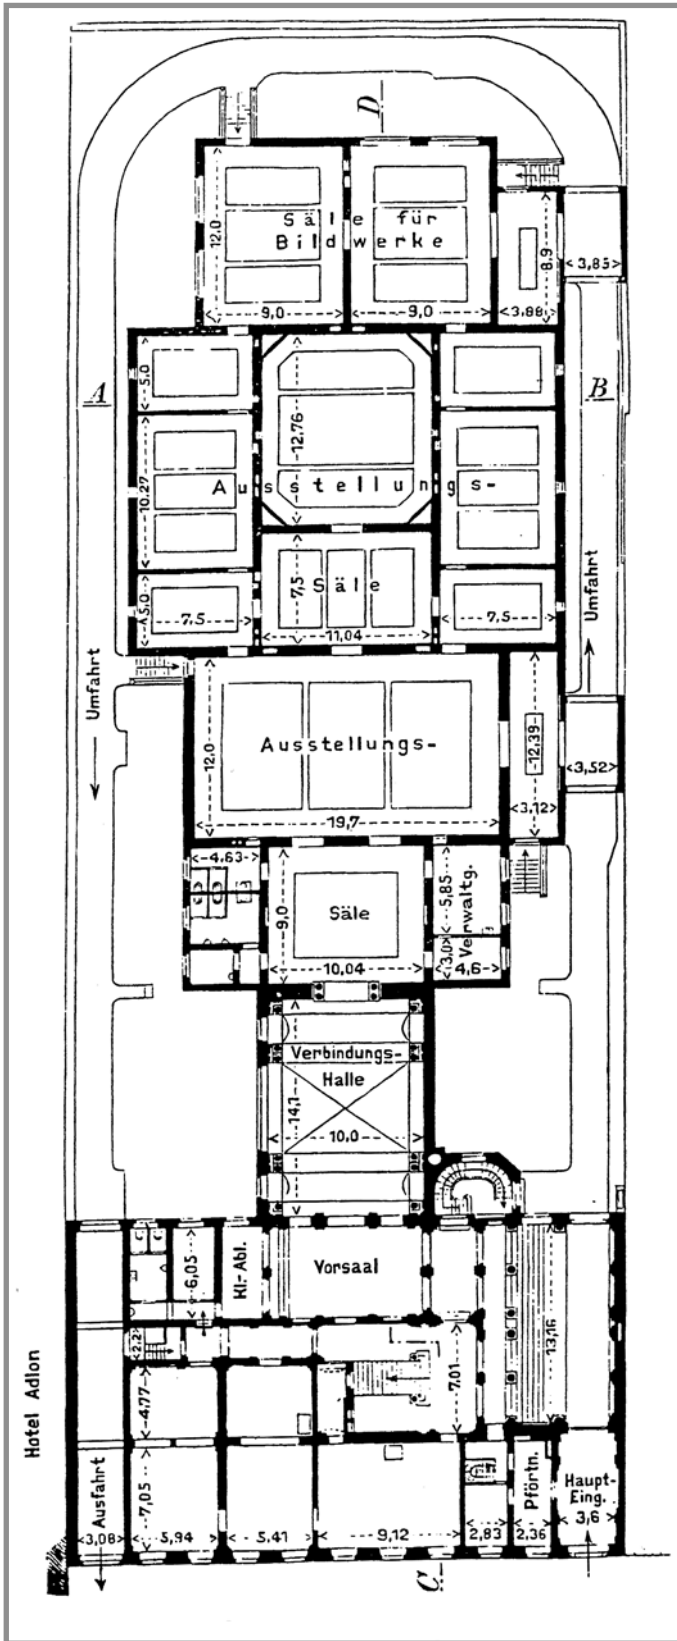 D
Säle für
Bildwerke
12,0
9,0
9,0
8,9
3,88
3,85
A
B
5,0
12,76
10,27
Ausstellungs-
7,5
Säle
5,0
7,5
11,04
7,5
Umfahrt
Umfahrt
Ausstellungs-
12,0
12,39
3,52
3,12
19,7
4,63
5,85
Verwaltg.
9,0
Säle
3,0
10,04
4,6
Verbindungs-
Halle
14,1
10,0
6,05
Kl.-Abl.
Vorsaal
13,16
2,2
7,01
Hotel Adlon
4,77
Ausfahrt
7,05
Pförtn.
Haupt-
Eing.
3,08
5,94
5,41
9,12
2,83
2,36
3,6
C